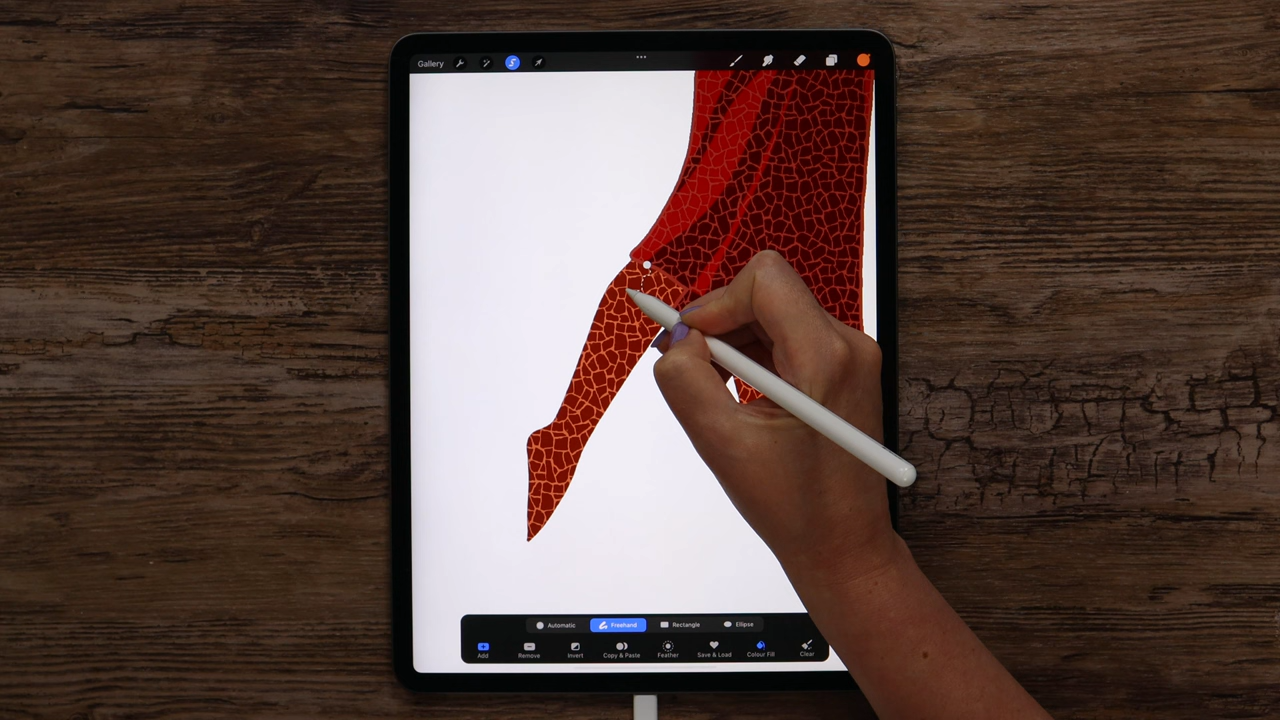 Gallery
Automatic Freehand Rectangle Ellipse
Add Remove Invert Copy & Paste Feather Save & Load Colour Fill Clear